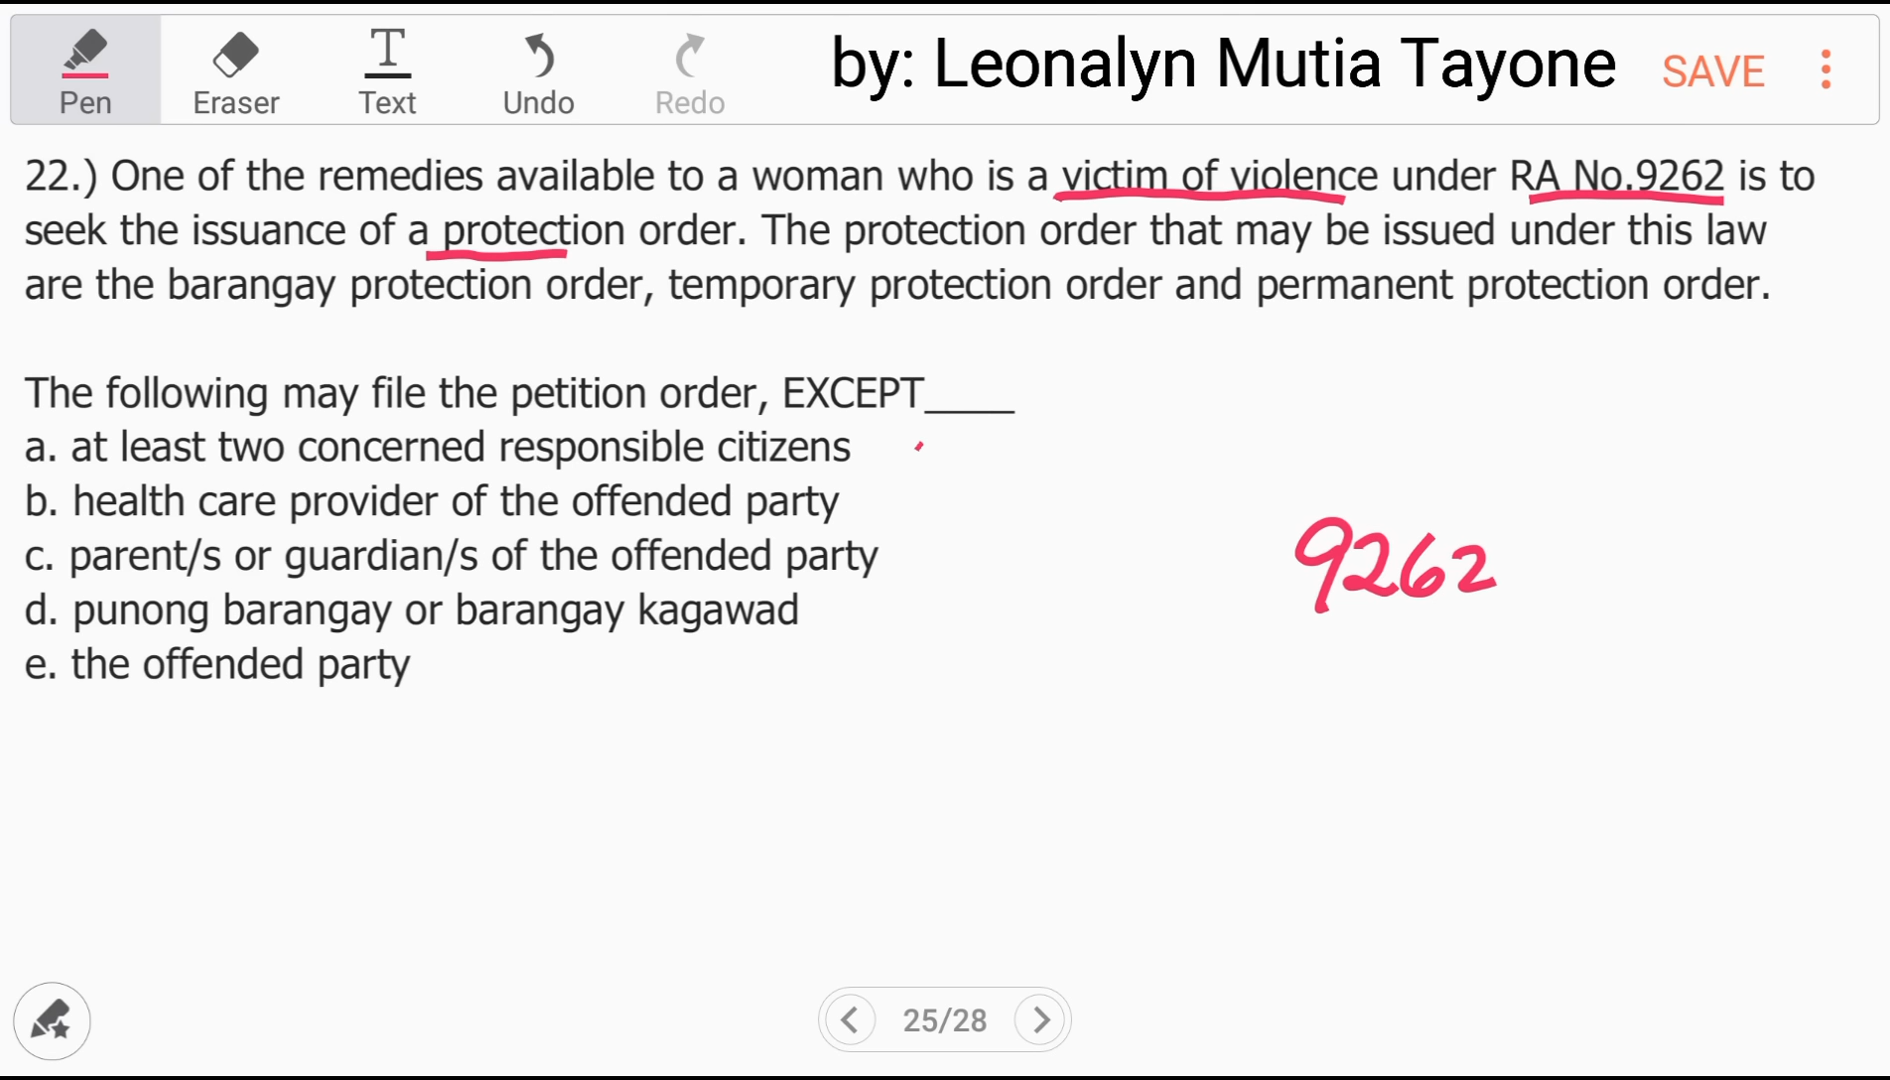 Pen
Eraser
Text
Undo
Redo
by: Leonalyn Mutia Tayone
SAVE
22.) One of the remedies available to a woman who is a victim of violence under RA No.9262 is to
seek the issuance of a protection order. The protection order that may be issued under this law
are the barangay protection order, temporary protection order and permanent protection order.
The following may file the petition order, EXCEPT____
a. at least two concerned responsible citizens
b. health care provider of the offended party
c. parent/s or guardian/s of the offended party
d. punong barangay or barangay kagawad
e. the offended party
9262
25/28